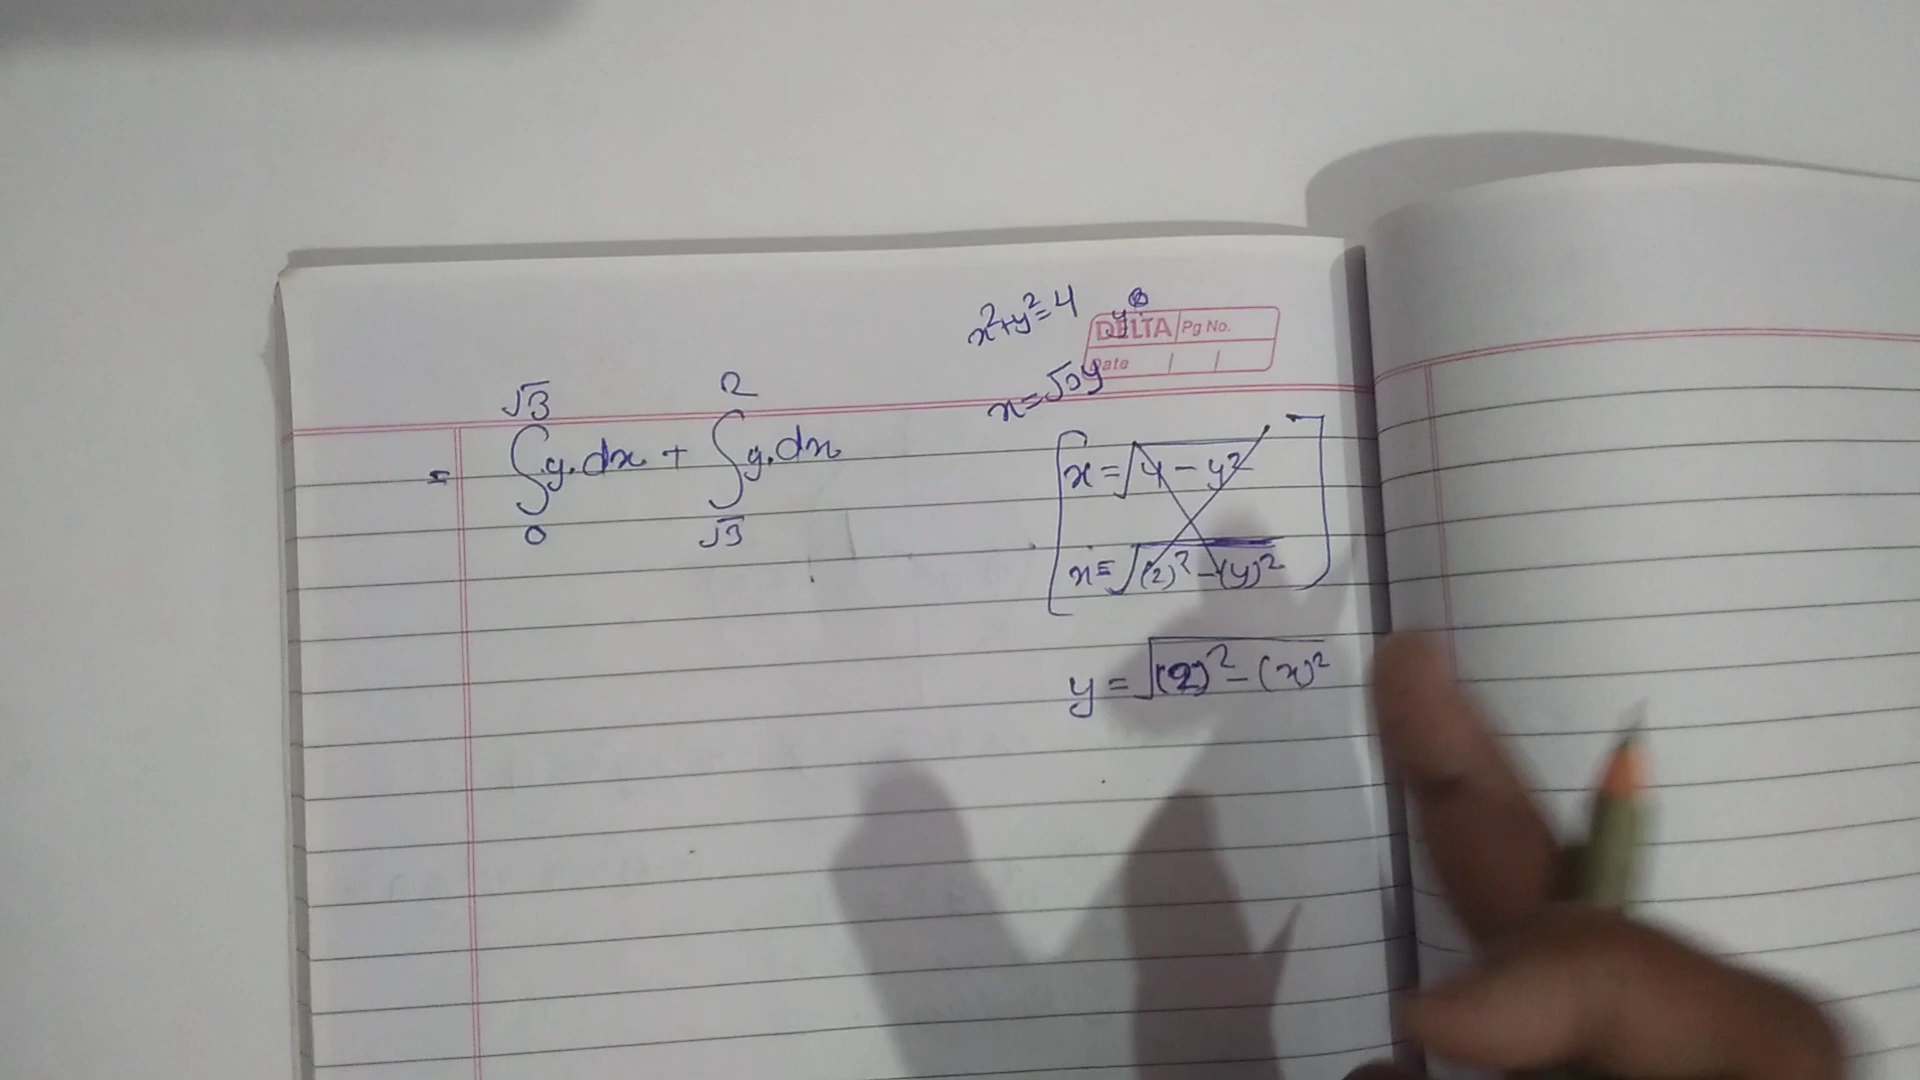 x²+y²=4
DELTA Pg No.
Date
x=√3y
= ∫₀^√3 y.dx + ∫_√3^2 y.dx
x=√4-y²
x=√(2)²-(y)²
y=√(2)²-(x)²